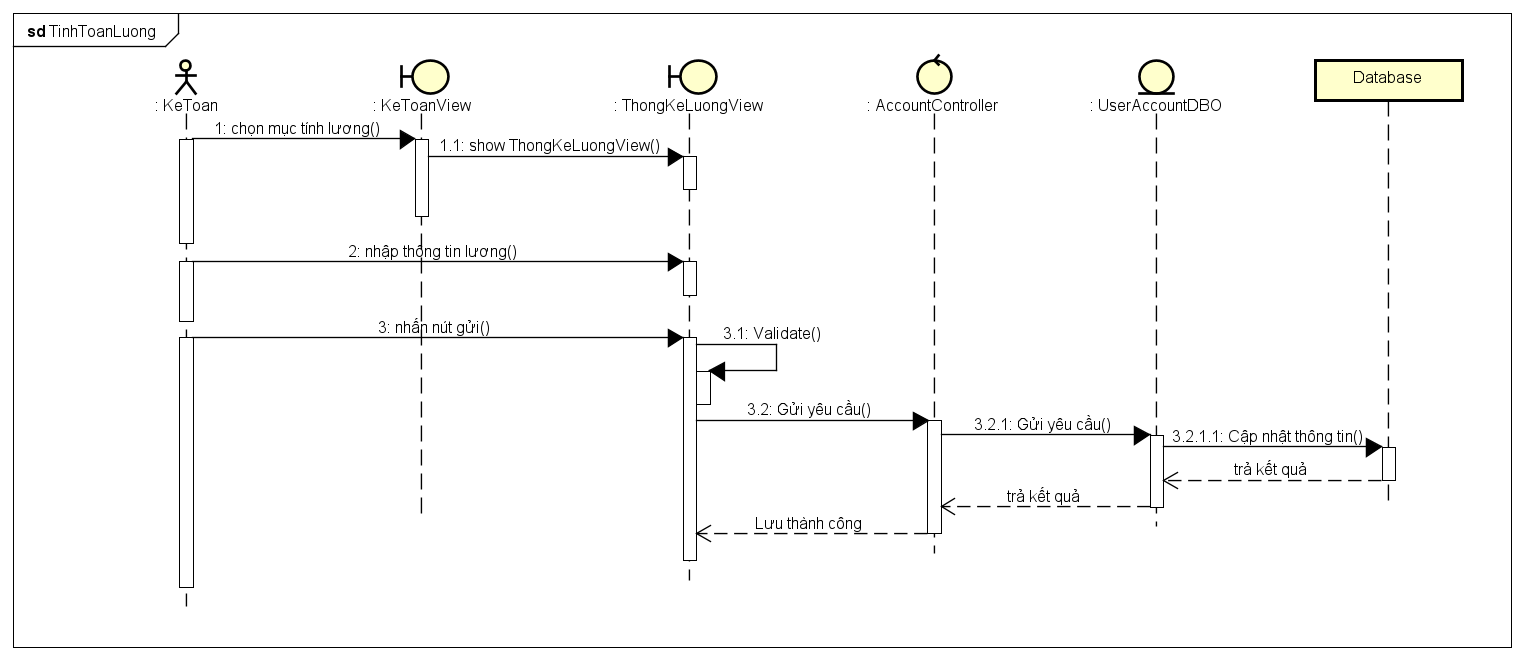 sd TinhToanLuong
: KeToan
: KeToanView
: ThongKeLuongView
: AccountController
: UserAccountDBO
Database
1: chọn mục tính lương()
1.1: show ThongKeLuongView()
2: nhập thông tin lương()
3: nhấn nút gửi()
3.1: Validate()
3.2: Gửi yêu cầu()
3.2.1: Gửi yêu cầu()
3.2.1.1: Cập nhật thông tin()
trả kết quả
trả kết quả
Lưu thành công